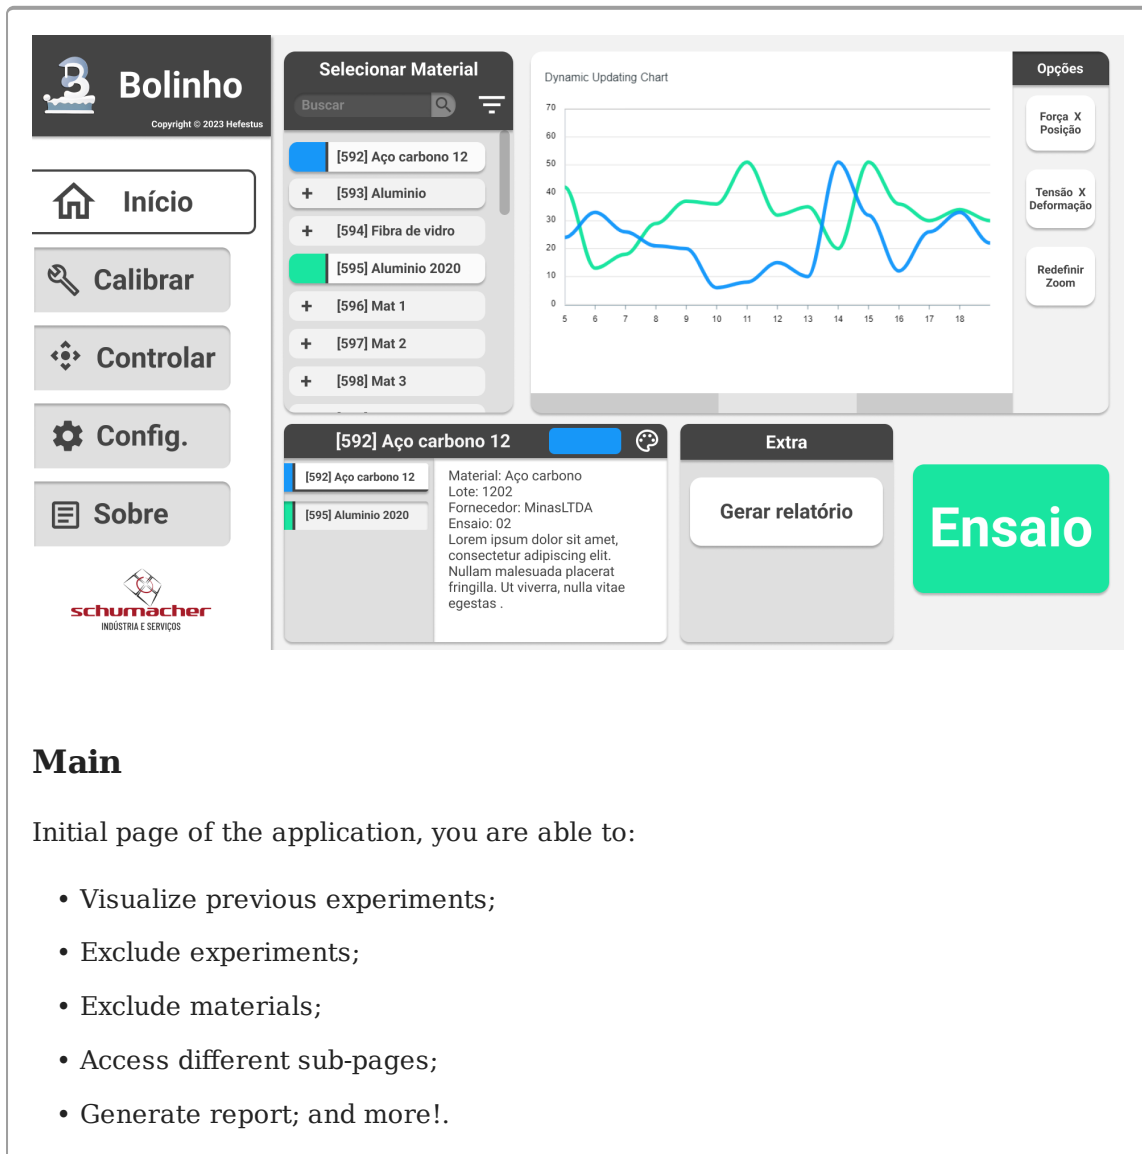 Bolinho
Copyright © 2023 Hefestus
Início
Calibrar
Controlar
Config.
Sobre
schumacher
INDÚSTRIA E SERVIÇOS
Selecionar Material
Buscar
[592] Aço carbono 12
+ [593] Aluminio
+ [594] Fibra de vidro
[595] Aluminio 2020
+ [596] Mat 1
+ [597] Mat 2
+ [598] Mat 3
Dynamic Updating Chart
70
60
50
40
30
20
10
0
5 6 7 8 9 10 11 12 13 14 15 16 17 18
Opções
Força X
Posição
Tensão X
Deformação
Redefinir
Zoom
[592] Aço carbono 12
[592] Aço carbono 12
[595] Aluminio 2020
Material: Aço carbono
Lote: 1202
Fornecedor: MinasLTDA
Ensaio: 02
Lorem ipsum dolor sit amet,
consectetur adipiscing elit.
Nullam malesuada placerat
fringilla. Ut viverra, nulla vitae
egestas .
Extra
Gerar relatório
Ensaio
Main
Initial page of the application, you are able to:
• Visualize previous experiments;
• Exclude experiments;
• Exclude materials;
• Access different sub-pages;
• Generate report; and more!.